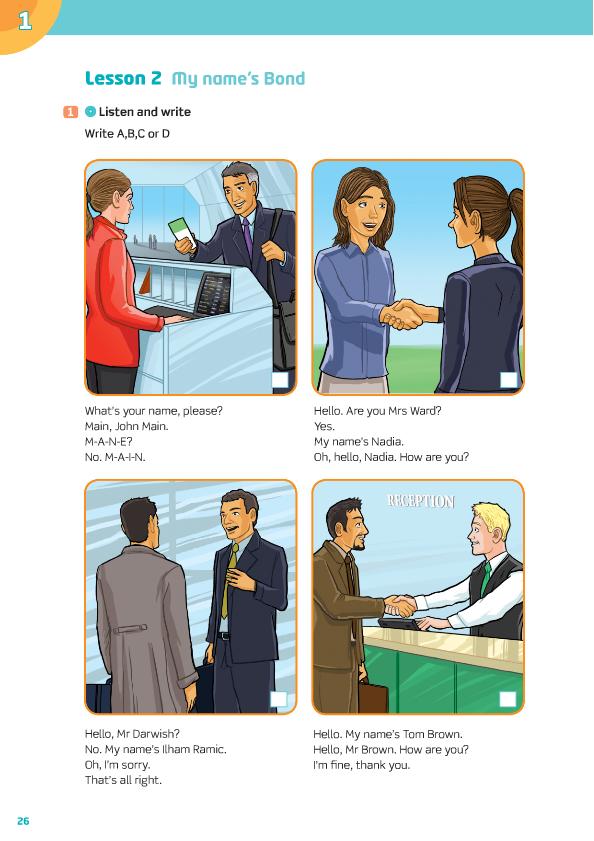 1
Lesson 2 My name's Bond
1 Listen and write
Write A,B,C or D
What's your name, please?
Main, John Main.
M-A-N-E?
No. M-A-I-N.
Hello. Are you Mrs Ward?
Yes.
My name's Nadia.
Oh, hello, Nadia. How are you?
RECEPTION
Hello, Mr Darwish?
No. My name's Ilham Ramic.
Oh, I'm sorry.
That's all right.
Hello. My name's Tom Brown.
Hello, Mr Brown. How are you?
I'm fine, thank you.
26